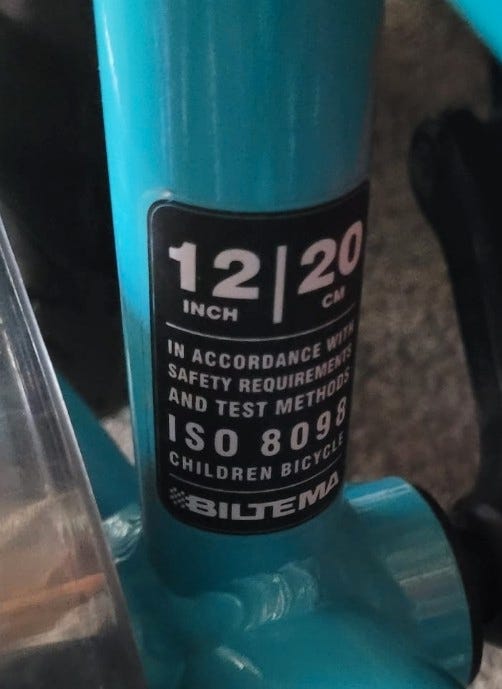 12 | 20
INCH CM
IN ACCORDANCE WITH
SAFETY REQUIREMENTS
AND TEST METHODS
ISO 8098
CHILDREN BICYCLE
BILTEMA